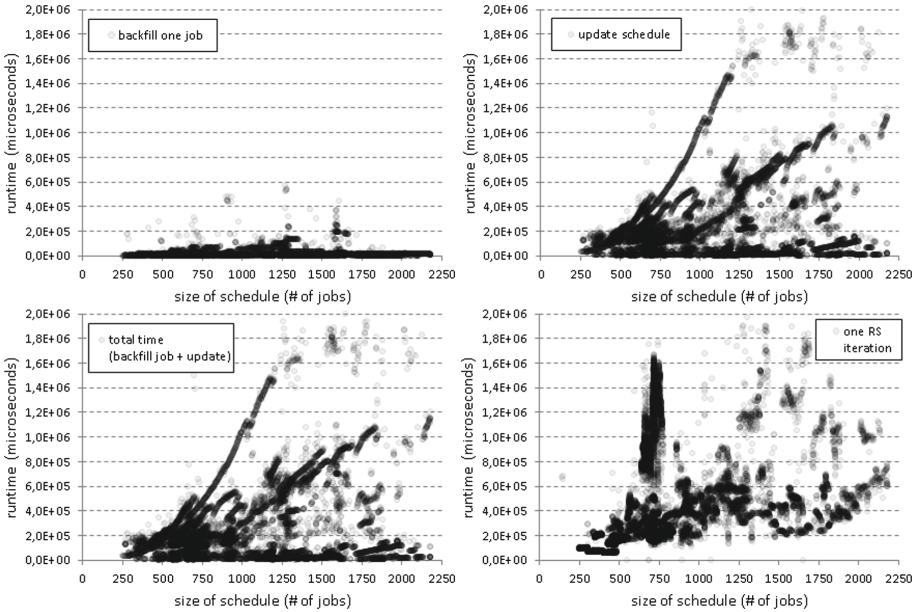 2,0E+06
1,8E+06
1,6E+06
1,4E+06
1,2E+06
1,0E+06
8,0E+05
6,0E+05
4,0E+05
2,0E+05
0,0E+00
runtime (microseconds)
backfill one job
0 250 500 750 1000 1250 1500 1750 2000 2250
size of schedule (# of jobs)
2,0E+06
1,8E+06
1,6E+06
1,4E+06
1,2E+06
1,0E+06
8,0E+05
6,0E+05
4,0E+05
2,0E+05
0,0E+00
runtime (microseconds)
update schedule
0 250 500 750 1000 1250 1500 1750 2000 2250
size of schedule (# of jobs)
2,0E+06
1,8E+06
1,6E+06
1,4E+06
1,2E+06
1,0E+06
8,0E+05
6,0E+05
4,0E+05
2,0E+05
0,0E+00
runtime (microseconds)
total time
(backfill job + update)
0 250 500 750 1000 1250 1500 1750 2000 2250
size of schedule (# of jobs)
2,0E+06
1,8E+06
1,6E+06
1,4E+06
1,2E+06
1,0E+06
8,0E+05
6,0E+05
4,0E+05
2,0E+05
0,0E+00
runtime (microseconds)
one RS
iteration
0 250 500 750 1000 1250 1500 1750 2000 2250
size of schedule (# of jobs)